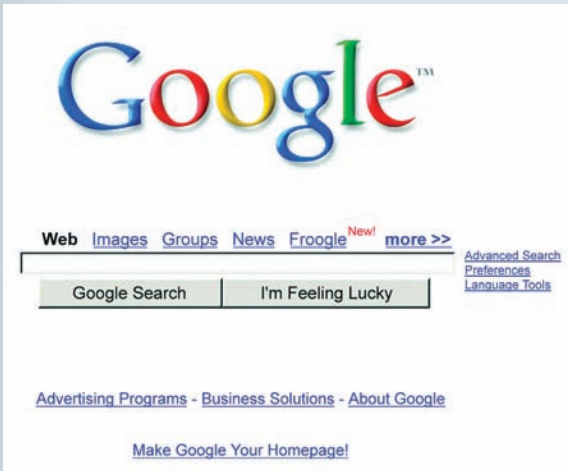 Google™
Web Images Groups News Froogle New! more >>
Advanced Search
Preferences
Language Tools
Google Search I'm Feeling Lucky
Advertising Programs - Business Solutions - About Google
Make Google Your Homepage!